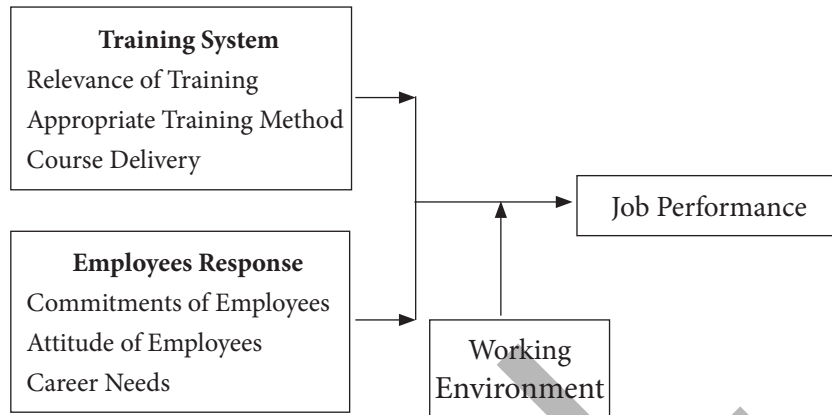 Training System
Relevance of Training
Appropriate Training Method
Course Delivery
Employees Response
Commitments of Employees
Attitude of Employees
Career Needs
Working
Environment
Job Performance